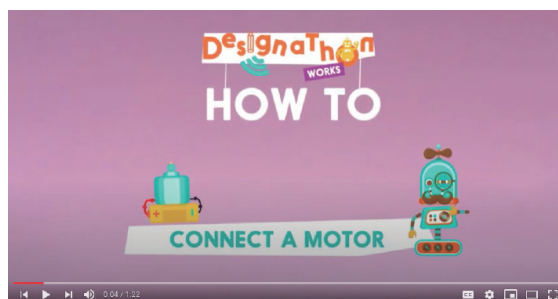 DesignaThon
WORKS
HOW TO
CONNECT A MOTOR
0:04 / 1:22